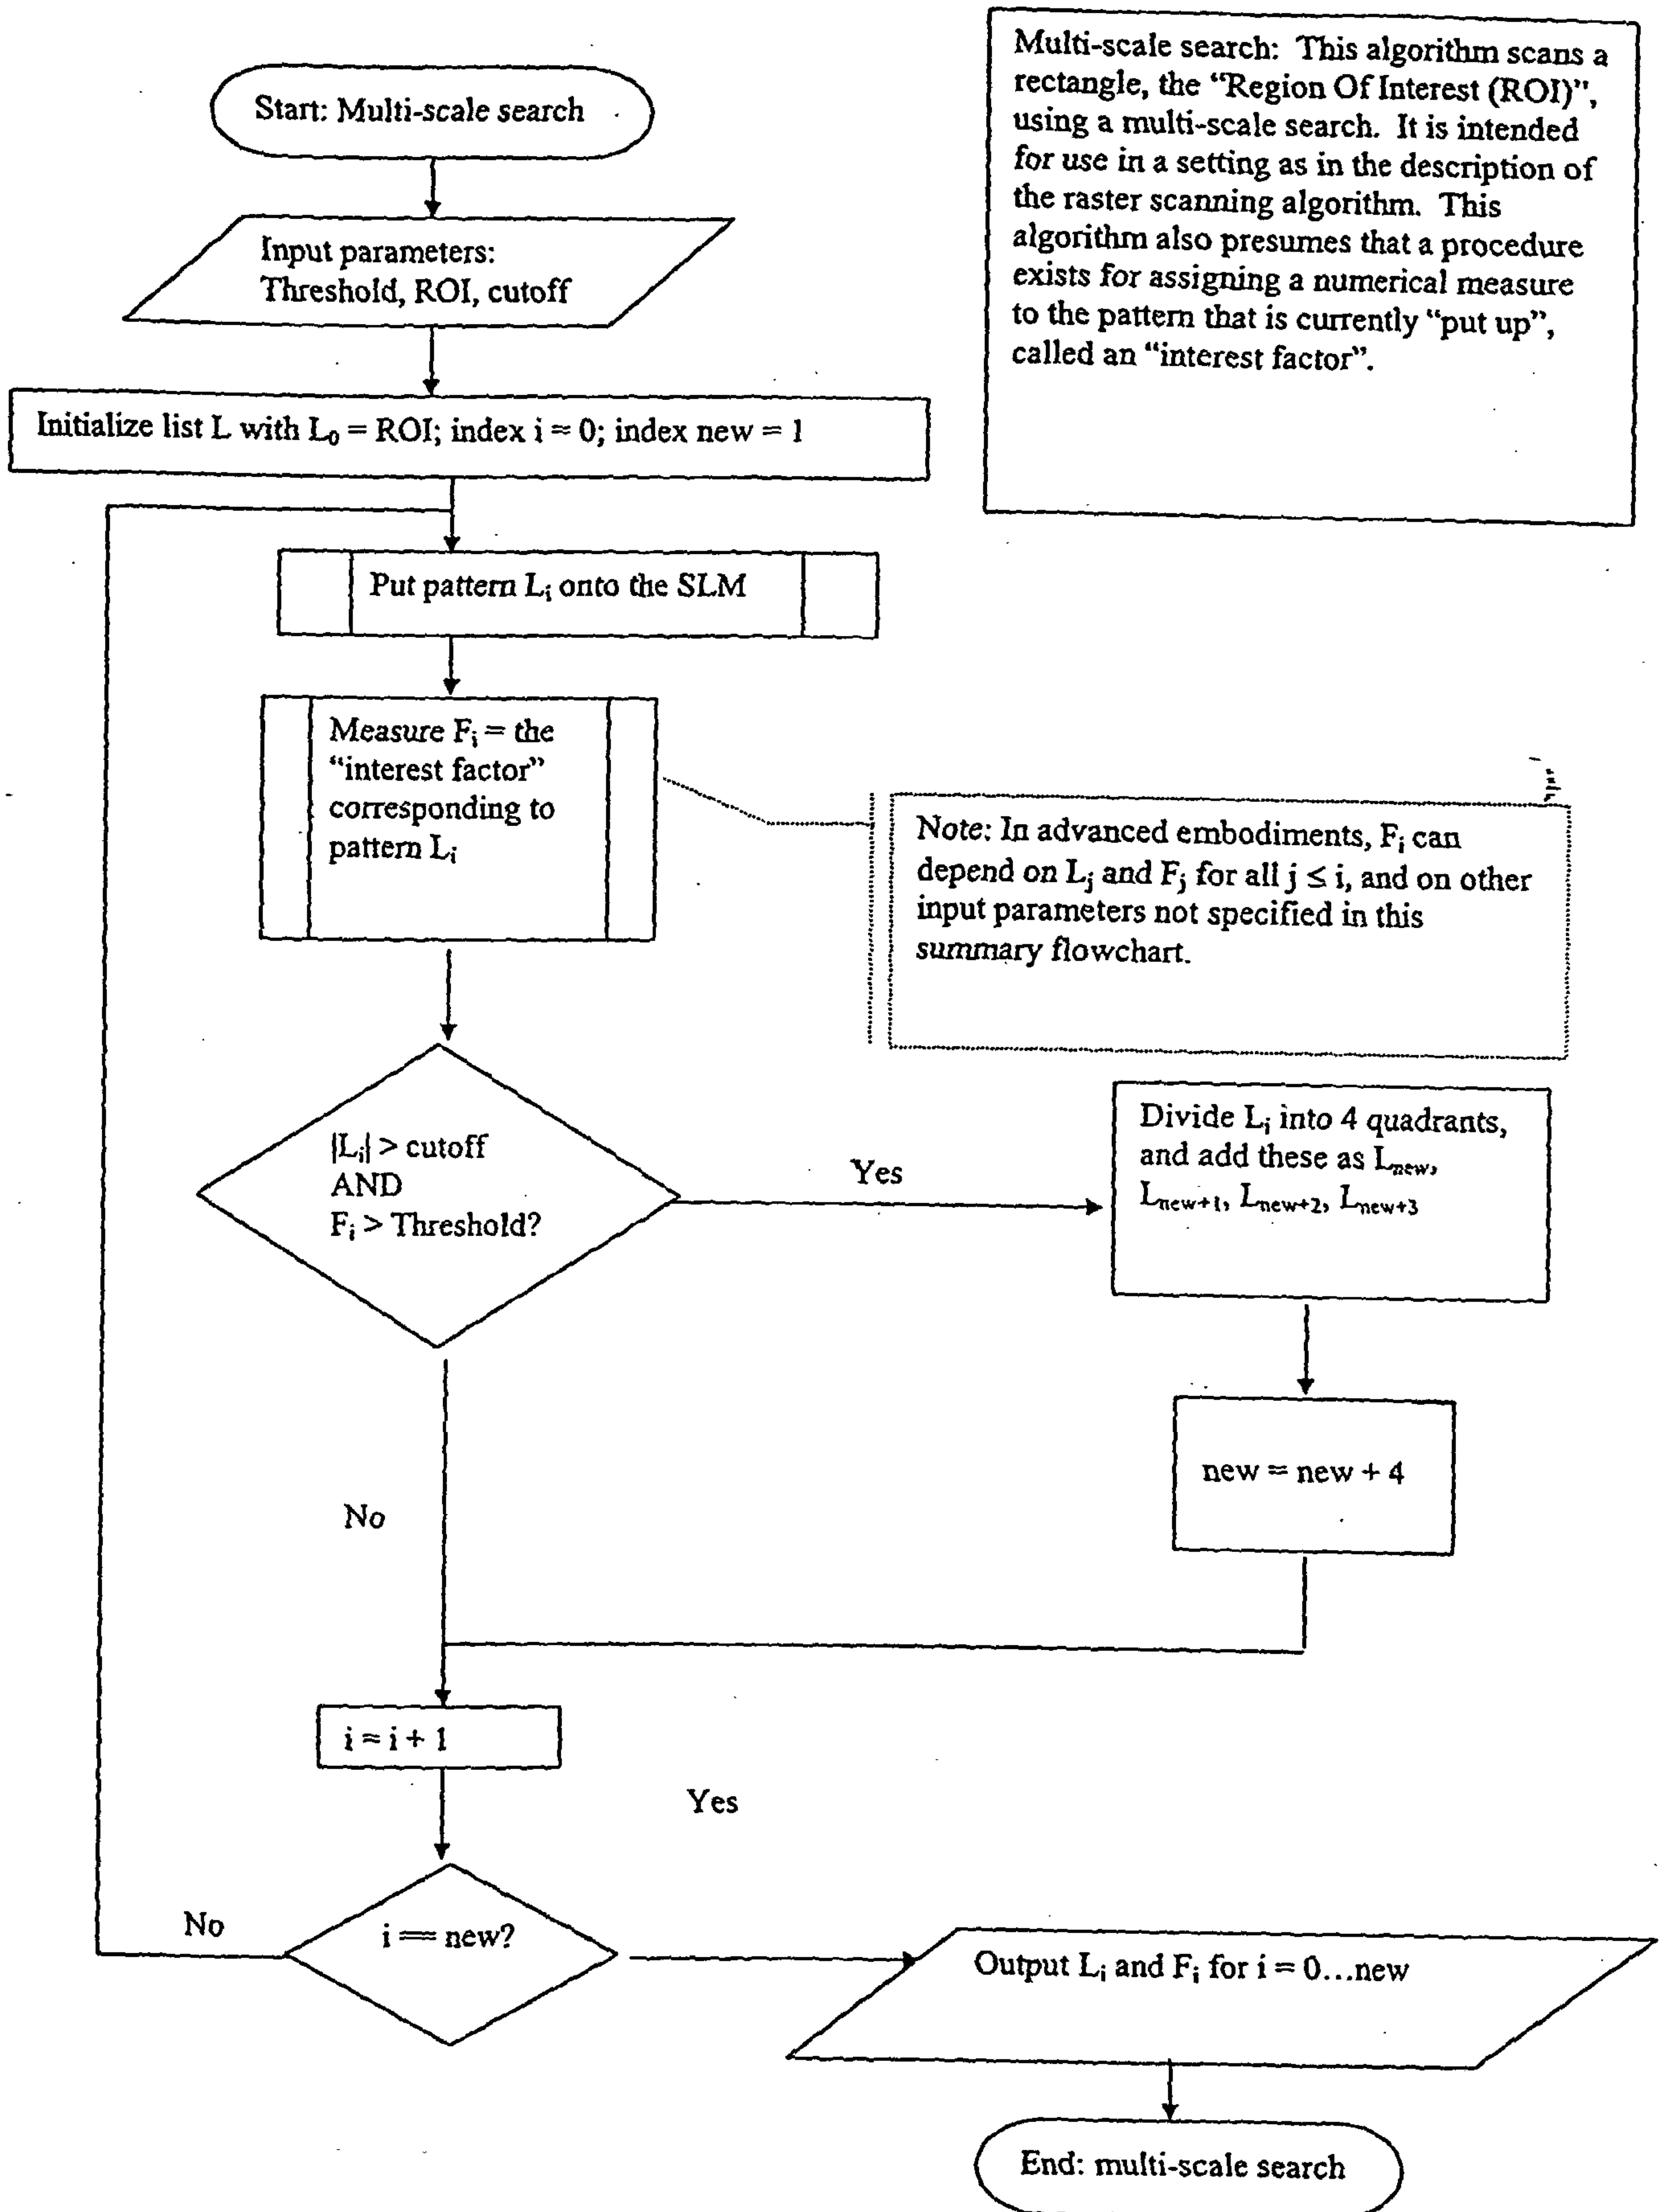 Start: Multi-scale search
Multi-scale search: This algorithm scans a
rectangle, the “Region Of Interest (ROI)”,
using a multi-scale search. It is intended
for use in a setting as in the description of
the raster scanning algorithm. This
algorithm also presumes that a procedure
exists for assigning a numerical measure
to the pattern that is currently “put up”,
called an “interest factor”.
Input parameters:
Threshold, ROI, cutoff
Initialize list L with L₀ = ROI; index i = 0; index new = 1
Put pattern Lᵢ onto the SLM
Measure Fᵢ = the
“interest factor”
corresponding to
pattern Lᵢ
Note: In advanced embodiments, Fᵢ can
depend on Lⱼ and Fⱼ for all j ≤ i, and on other
input parameters not specified in this
summary flowchart.
|Lᵢ| > cutoff
AND
Fᵢ > Threshold?
Yes
Divide Lᵢ into 4 quadrants,
and add these as Lnew,
Lnew+1, Lnew+2, Lnew+3
new = new + 4
No
i = i + 1
Yes
No
i == new?
Output Lᵢ and Fᵢ for i = 0...new
End: multi-scale search